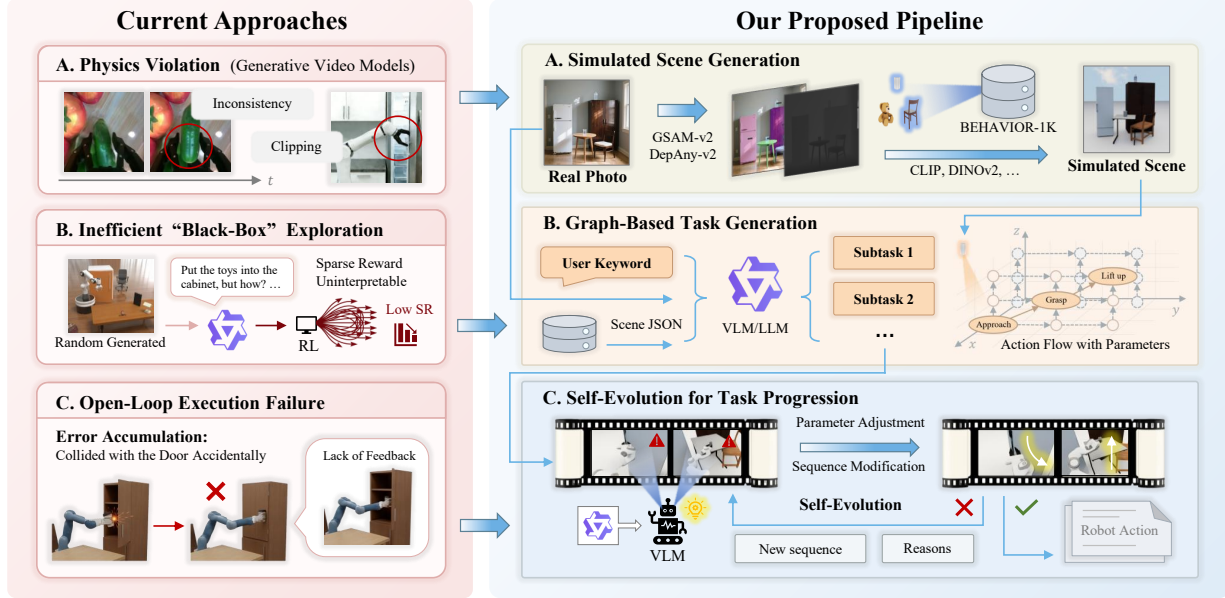 Current Approaches
A. Physics Violation (Generative Video Models)
Inconsistency
Clipping
t
B. Inefficient “Black-Box” Exploration
Put the toys into the
cabinet, but how? …
Sparse Reward
Uninterpretable
Low SR
Random Generated
RL
C. Open-Loop Execution Failure
Error Accumulation:
Collided with the Door Accidentally
Lack of Feedback
Our Proposed Pipeline
A. Simulated Scene Generation
Real Photo
GSAM-v2
DepAny-v2
BEHAVIOR-1K
CLIP, DINOv2, …
Simulated Scene
B. Graph-Based Task Generation
User Keyword
Scene JSON
VLM/LLM
Subtask 1
Subtask 2
...
z
Lift up
Grasp
Approach
y
x
Action Flow with Parameters
C. Self-Evolution for Task Progression
Parameter Adjustment
Sequence Modification
Self-Evolution
VLM
New sequence
Reasons
Robot Action